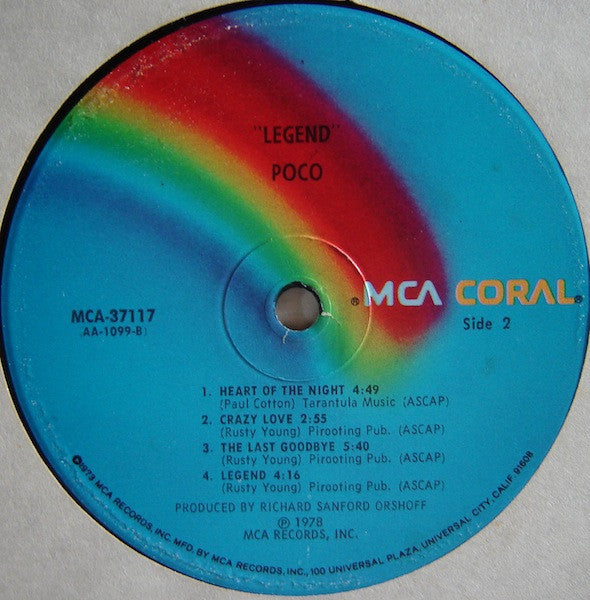 "LEGEND"
POCO
® MCA CORAL®
MCA-37117
(AA-1099-B)
Side 2
1. HEART OF THE NIGHT 4:49
(Paul Cotton) Tarantula Music (ASCAP)
2. CRAZY LOVE 2:55
(Rusty Young) Pirooting Pub. (ASCAP)
3. THE LAST GOODBYE 5:40
(Rusty Young) Pirooting Pub. (ASCAP)
4. LEGEND 4:16
(Rusty Young) Pirooting Pub. (ASCAP)
PRODUCED BY RICHARD SANFORD ORSHOFF
℗ 1978
MCA RECORDS, INC.
©1973 MCA RECORDS, INC. MFD. BY MCA RECORDS, INC., 100 UNIVERSAL PLAZA, UNIVERSAL CITY, CALIF. 91608